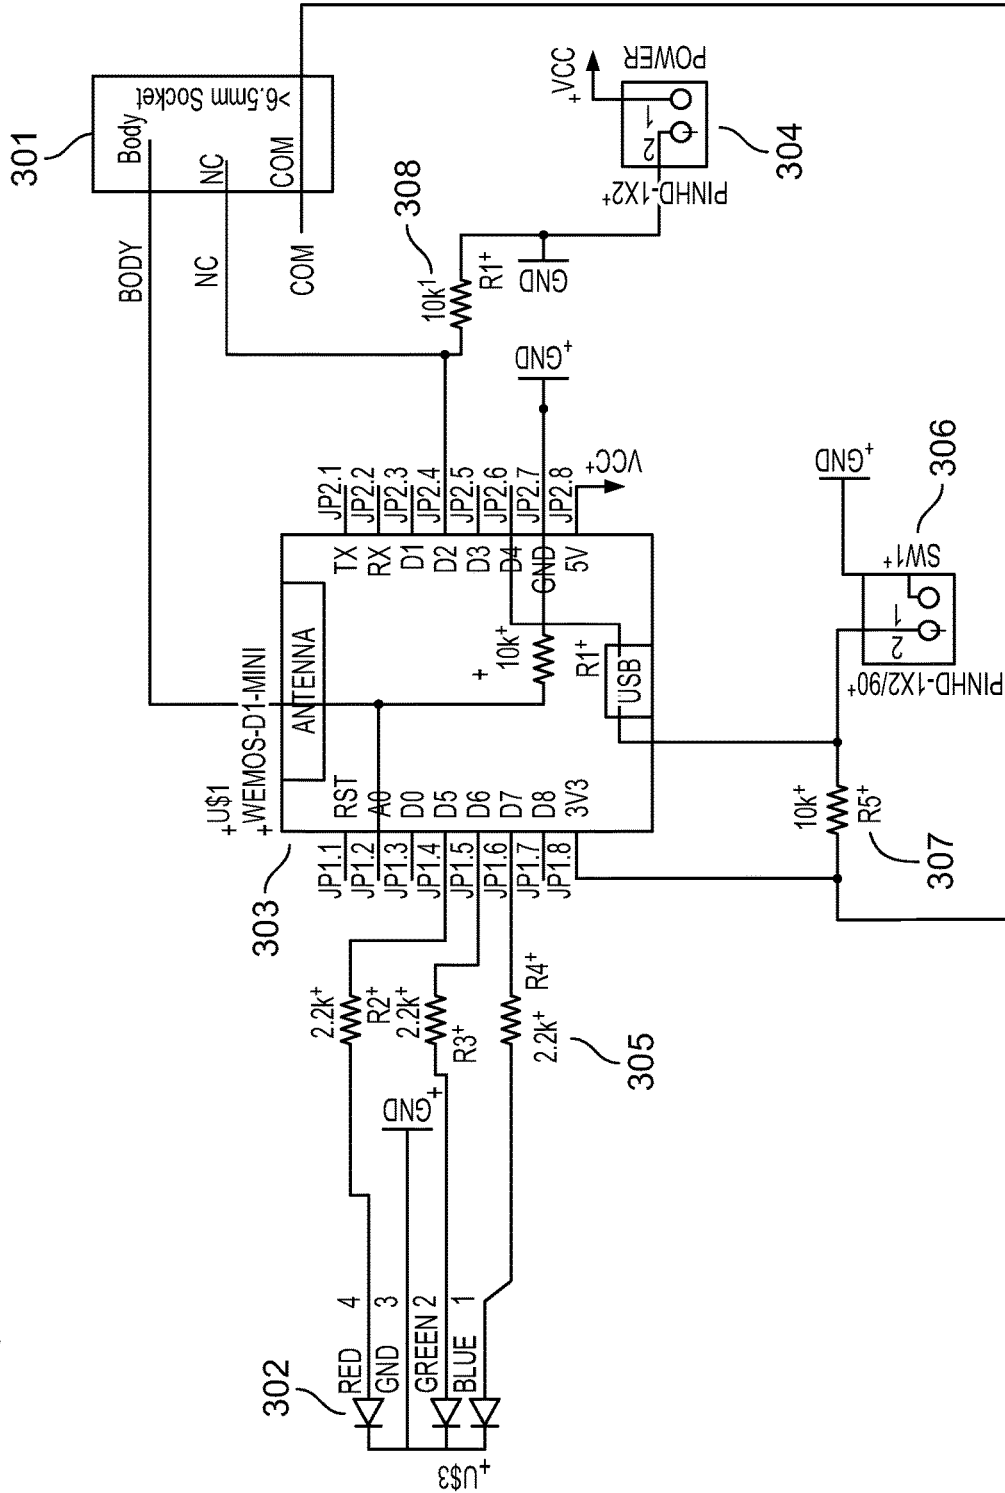 301
Body
>6.5mm Socket
NC
COM
BODY
NC
COM
308
10k¹
R1⁺
GND
+VCC
POWER
1
2
PINHD-1X2⁺
304
+GND
JP2.1
JP2.2
JP2.3
JP2.4
JP2.5
JP2.6
JP2.7
JP2.8
VCC⁺
TX
RX
D1
D2
D3
D4
GND
5V
+U$1
+WEMOS-D1-MINI
ANTENNA
+
10k⁺
R1⁺
USB
RST
A0
D0
D5
D6
D7
D8
3V3
303
JP1.1
JP1.2
JP1.3
JP1.4
JP1.5
JP1.6
JP1.7
JP1.8
+GND
306
SW1⁺
1
2
PINHD-1X2/90⁺
10k⁺
R5⁺
307
2.2k⁺
R2⁺
2.2k⁺
R3⁺
R4⁺
2.2k⁺
305
GND
+
302
RED 4
GND 3
GREEN 2
BLUE 1
+U$3